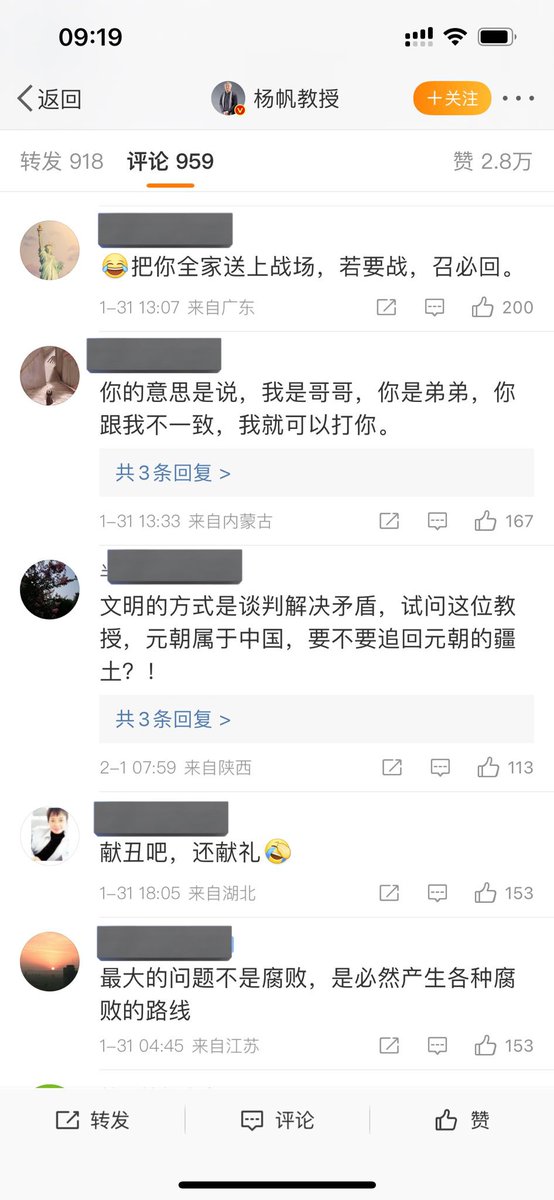 09:19
返回
杨帆教授
+关注
转发 918
评论 959
赞 2.8万
😂把你全家送上战场，若要战，召必回。
1-31 13:07 来自广东
200
你的意思是说，我是哥哥，你是弟弟，你
跟我不一致，我就可以打你。
共3条回复 >
1-31 13:33 来自内蒙古
167
文明的方式是谈判解决矛盾，试问这位教
授，元朝属于中国，要不要追回元朝的疆
土？！
共3条回复 >
2-1 07:59 来自陕西
113
献丑吧，还献礼🤣
1-31 18:05 来自湖北
153
最大的问题不是腐败，是必然产生各种腐
败的路线
1-31 04:45 来自江苏
153
转发
评论
赞